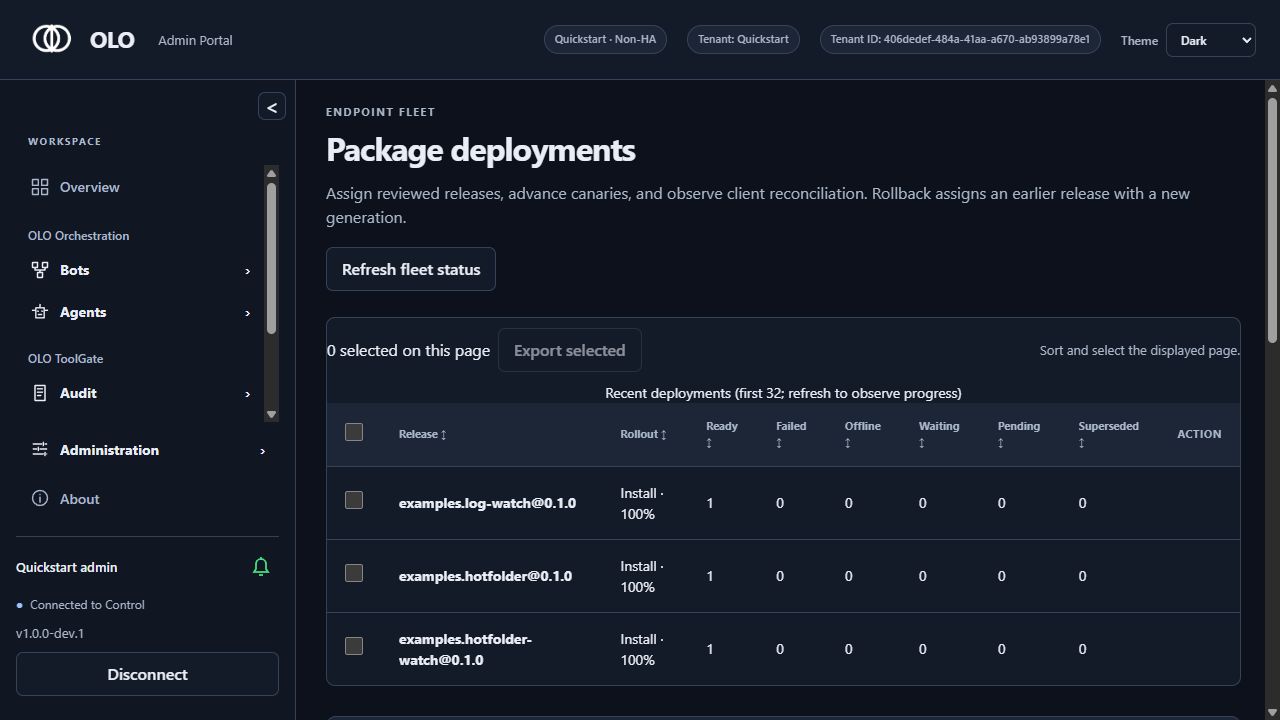 OLO
Admin Portal
Quickstart · Non-HA
Tenant: Quickstart
Tenant ID: 406dedef-484a-41aa-a670-ab93899a78e1
Theme
Dark
<
WORKSPACE
Overview
OLO Orchestration
Bots ›
Agents ›
OLO ToolGate
Audit ›
Administration ›
About
Quickstart admin
Connected to Control
v1.0.0-dev.1
Disconnect
ENDPOINT FLEET
Package deployments
Assign reviewed releases, advance canaries, and observe client reconciliation. Rollback assigns an earlier release with a new
generation.
Refresh fleet status
0 selected on this page
Export selected
Sort and select the displayed page.
Recent deployments (first 32; refresh to observe progress)
Release ↕ Rollout ↕ Ready ↕ Failed ↕ Offline ↕ Waiting ↕ Pending ↕ Superseded ↕ ACTION
examples.log-watch@0.1.0 Install · 100% 1 0 0 0 0 0
examples.hotfolder@0.1.0 Install · 100% 1 0 0 0 0 0
examples.hotfolder-watch@0.1.0 Install · 100% 1 0 0 0 0 0